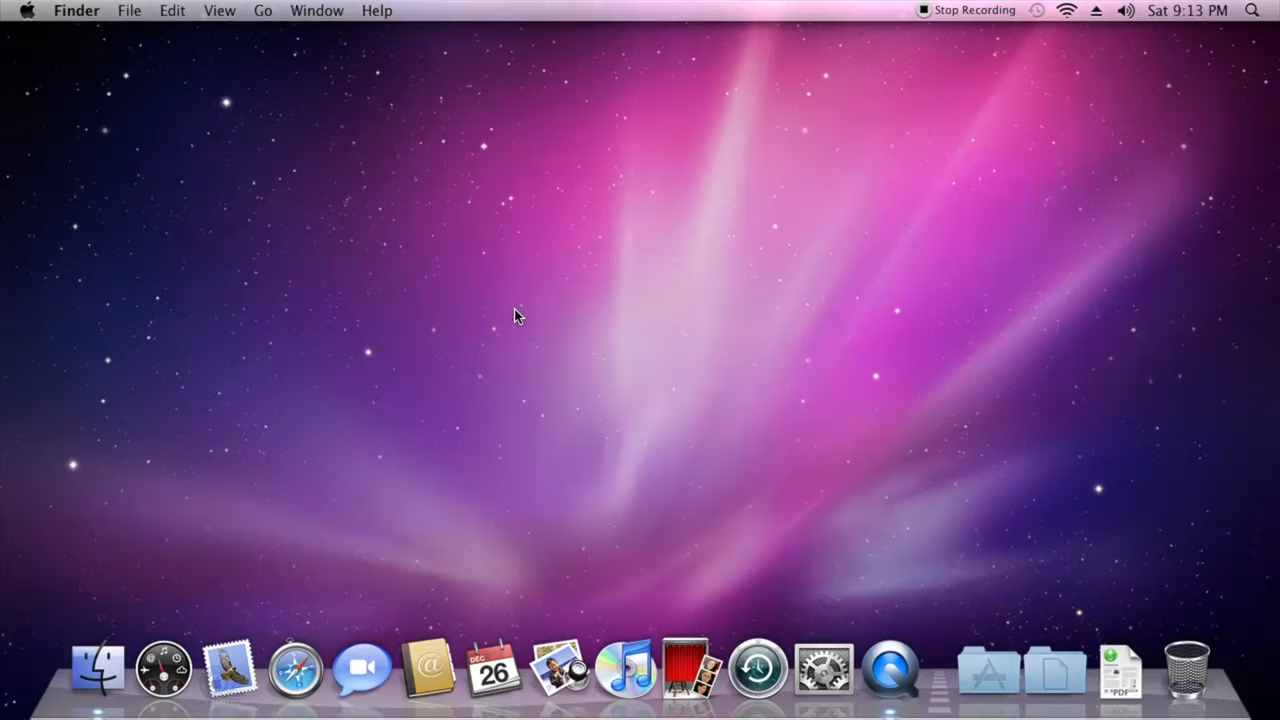 Finder File Edit View Go Window Help Stop Recording Sat 9:13 PM
@
DEC
26
PDF